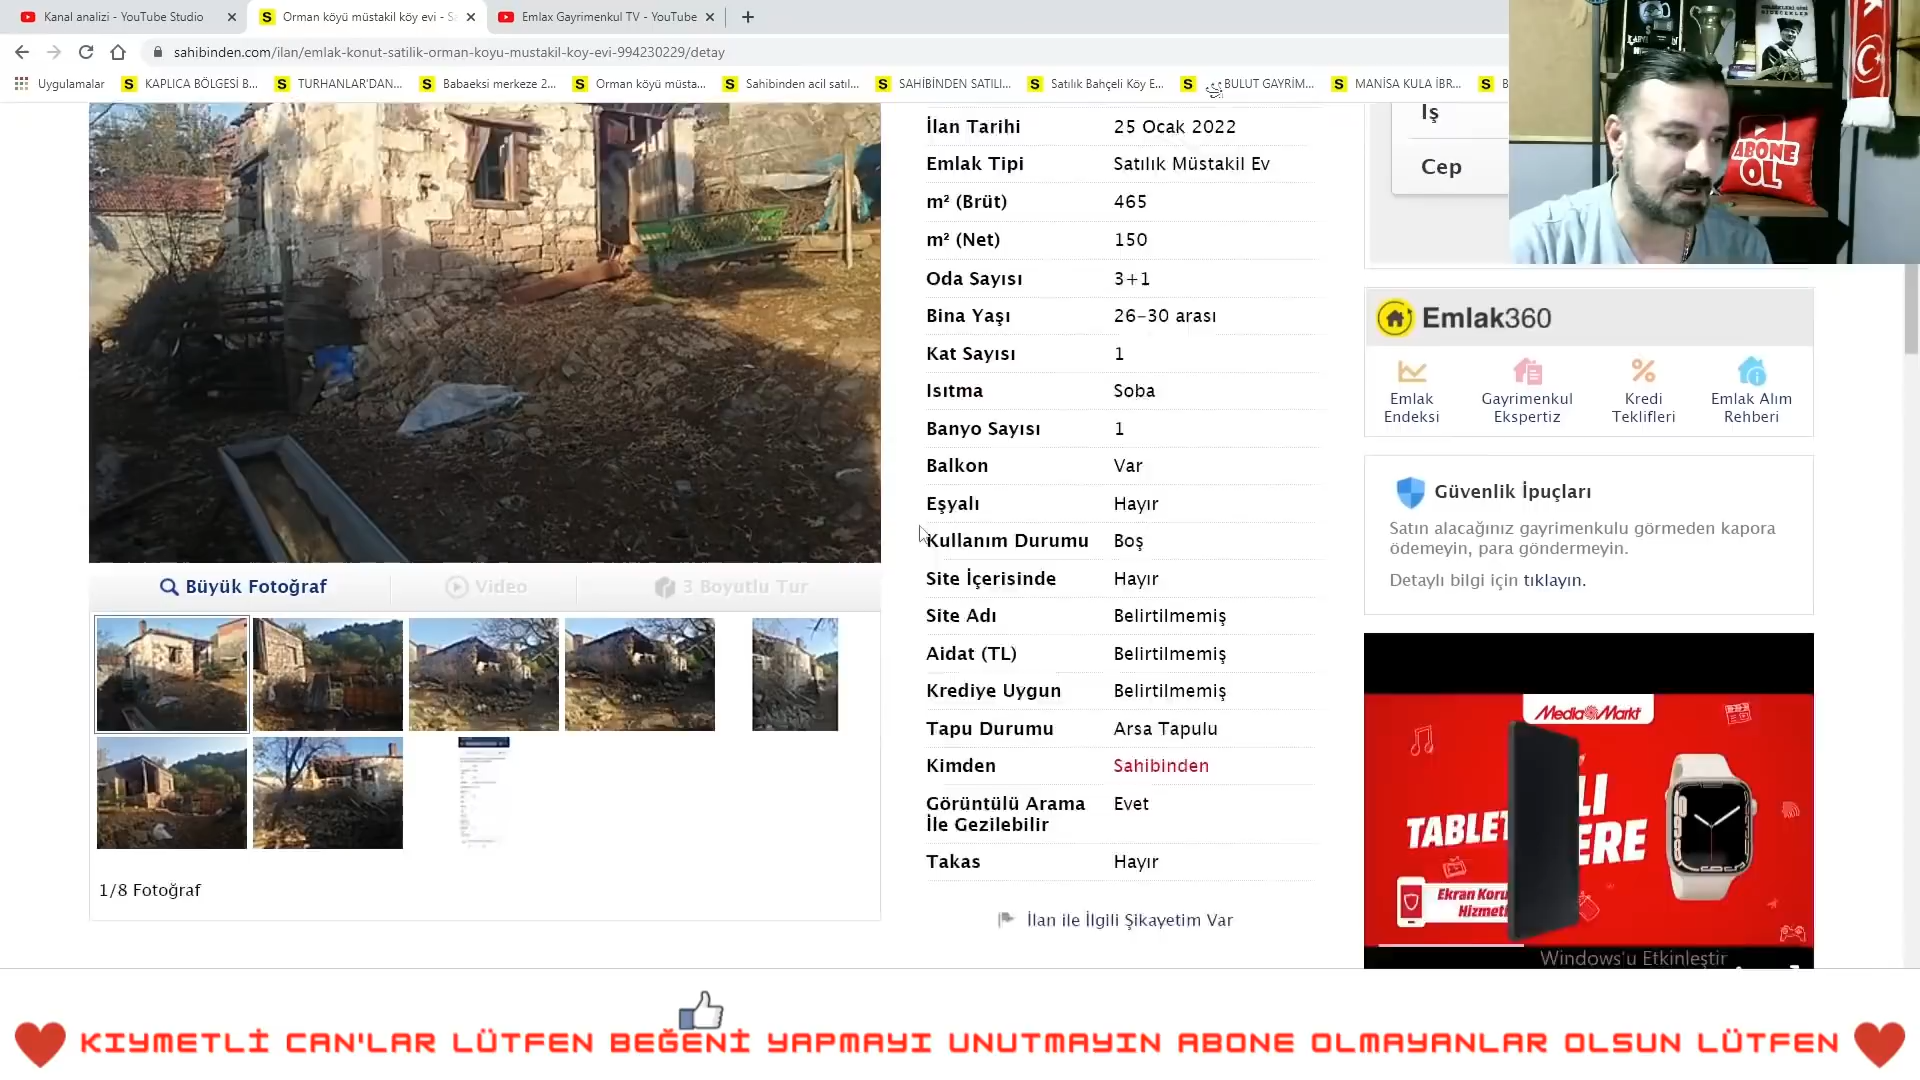 Kanal analizi - YouTube Studio
Orman köyü müstakil köy evi - Sa
Emlax Gayrimenkul TV - YouTube
sahibinden.com/ilan/emlak-konut-satilik-orman-koyu-mustakil-koy-evi-994230229/detay
Uygulamalar
KAPLICA BÖLGESİ B...
TURHANLAR'DAN...
Babaeksi merkeze 2...
Orman köyü müsta...
Sahibinden acil satıl...
SAHİBİNDEN SATILI...
Satılık Bahçeli Köy E...
BULUT GAYRİM...
MANİSA KULA İBR...
B
ABONE
OL
İlan Tarihi 25 Ocak 2022
Emlak Tipi Satılık Müstakil Ev
m² (Brüt) 465
m² (Net) 150
Oda Sayısı 3+1
Bina Yaşı 26-30 arası
Kat Sayısı 1
Isıtma Soba
Banyo Sayısı 1
Balkon Var
Eşyalı Hayır
Kullanım Durumu Boş
Site İçerisinde Hayır
Site Adı Belirtilmemiş
Aidat (TL) Belirtilmemiş
Krediye Uygun Belirtilmemiş
Tapu Durumu Arsa Tapulu
Kimden Sahibinden
Görüntülü Arama Evet
İle Gezilebilir
Takas Hayır
İlan ile İlgili Şikayetim Var
Büyük Fotoğraf
Video
3 Boyutlu Tur
1/8 Fotoğraf
İş
Cep
Emlak360
Emlak
Endeksi
Gayrimenkul
Ekspertiz
Kredi
Teklifleri
Emlak Alım
Rehberi
Güvenlik İpuçları
Satın alacağınız gayrimenkulu görmeden kapora
ödemeyin, para göndermeyin.
Detaylı bilgi için tıklayın.
Media Markt
TABLET
Ekran Koru
Hizmeti
Windows'u Etkinleştir
KIYMETLİ CAN'LAR LÜTFEN BEĞENİ YAPMAYI UNUTMAYIN ABONE OLMAYANLAR OLSUN LÜTFEN